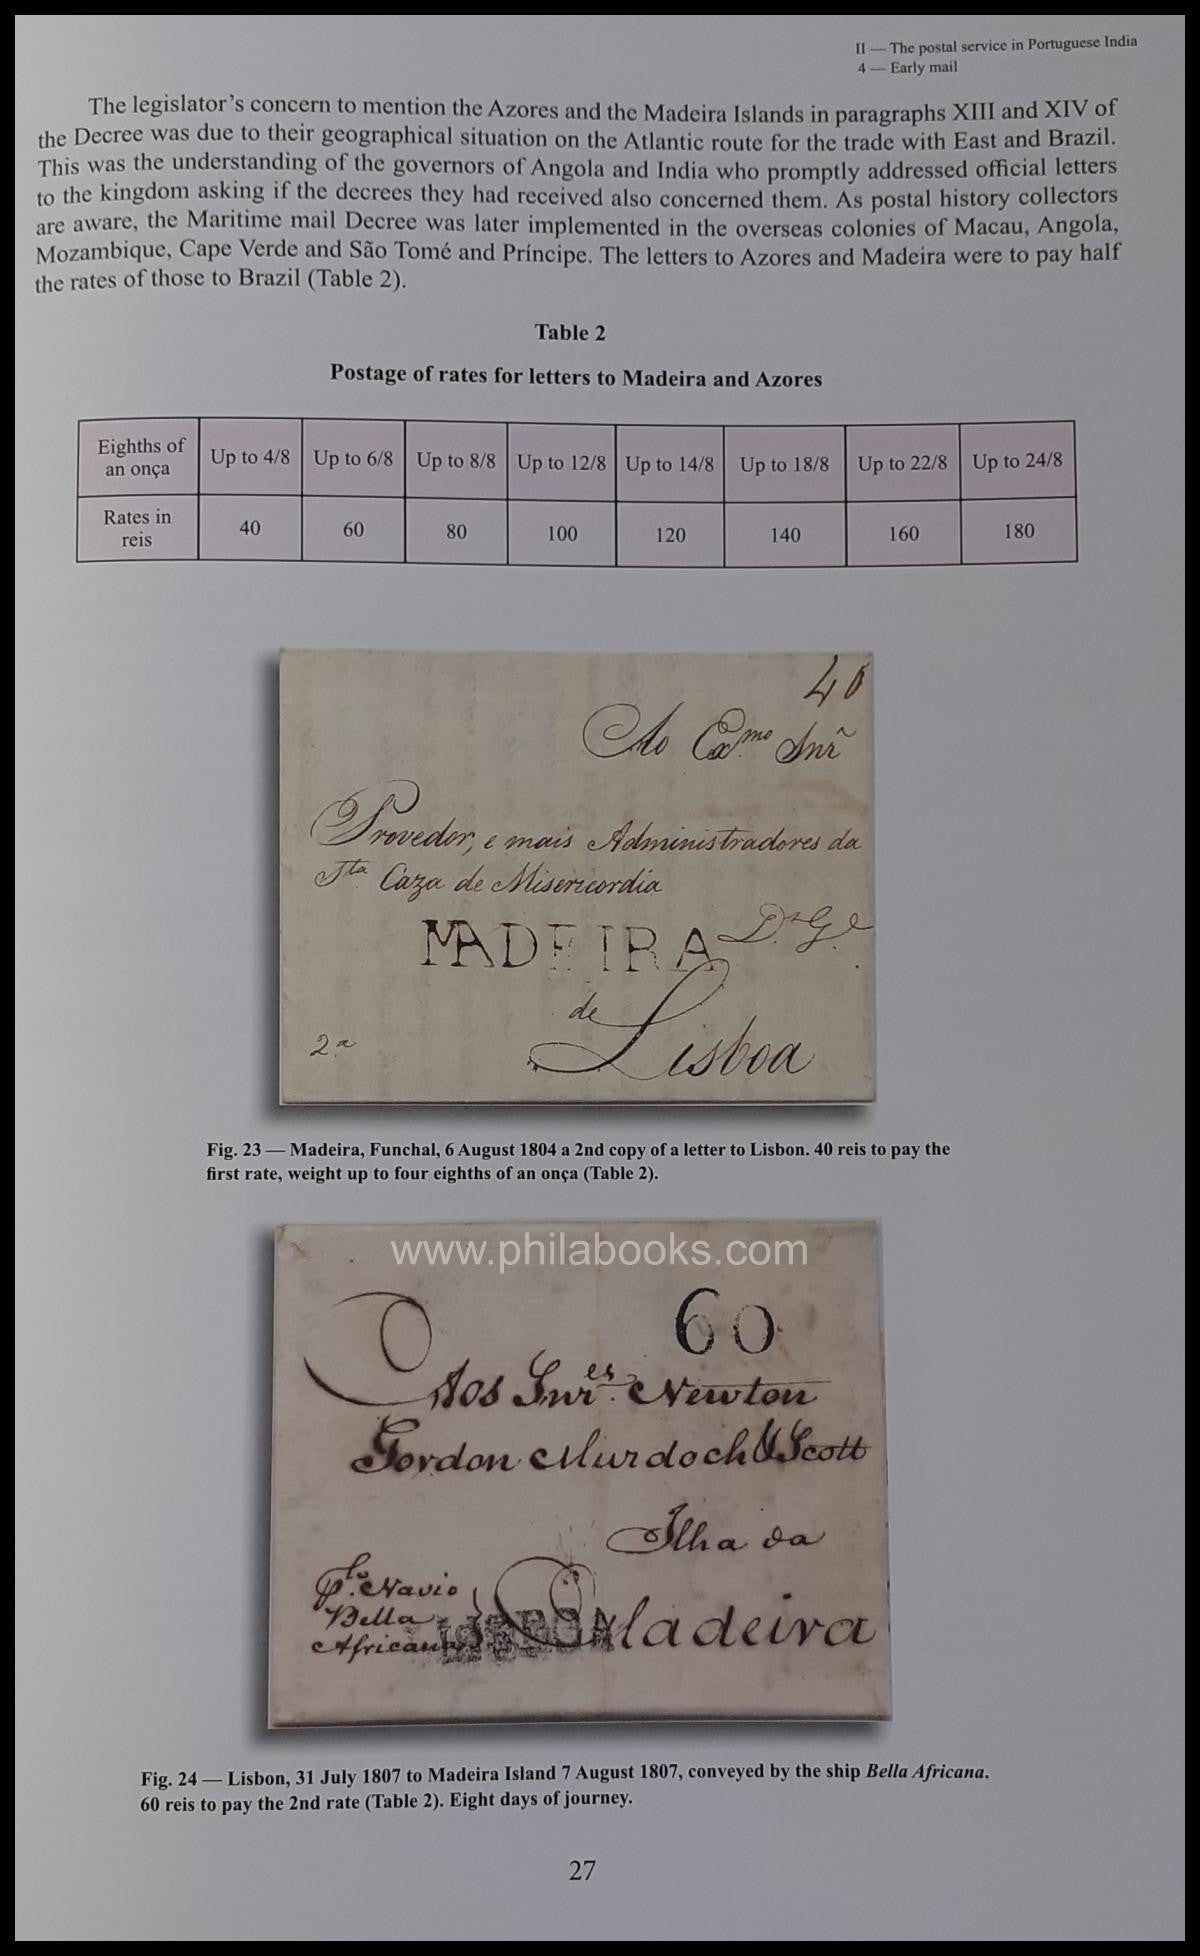 II — The postal service in Portuguese India
4 — Early mail
The legislator's concern to mention the Azores and the Madeira Islands in paragraphs XIII and XIV of
the Decree was due to their geographical situation on the Atlantic route for the trade with East and Brazil.
This was the understanding of the governors of Angola and India who promptly addressed official letters
to the kingdom asking if the decrees they had received also concerned them. As postal history collectors
are aware, the Maritime mail Decree was later implemented in the overseas colonies of Macau, Angola,
Mozambique, Cape Verde and São Tomé and Príncipe. The letters to Azores and Madeira were to pay half
the rates of those to Brazil (Table 2).
Table 2
Postage of rates for letters to Madeira and Azores
Eighths of an onça Up to 4/8 Up to 6/8 Up to 8/8 Up to 12/8 Up to 14/8 Up to 18/8 Up to 22/8 Up to 24/8
Rates in reis 40 60 80 100 120 140 160 180
40
Ao Exmo Snr
Provedor, e mais Administradores da
Sta Caza de Misericordia
MADEIRA
de
2.a Lisboa
Fig. 23 — Madeira, Funchal, 6 August 1804 a 2nd copy of a letter to Lisbon. 40 reis to pay the
first rate, weight up to four eighths of an onça (Table 2).
www.philabooks.com
60
Aos Snres Newton
Gordon Murdoch & Scott
Ilha da
Navio
Bella
Africana
LISBOA
Madeira
Fig. 24 — Lisbon, 31 July 1807 to Madeira Island 7 August 1807, conveyed by the ship Bella Africana.
60 reis to pay the 2nd rate (Table 2). Eight days of journey.
27